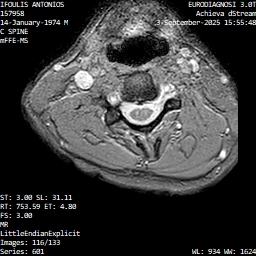 IFOULIS ANTONIOS
EURODIAGNOSI 3.0T
157958
Achieva dStream
14-January-1974 M
3-September-2025 15:55:48
C SPINE
mFFE-MS
ST: 3.00 SL: 31.11
RT: 753.59 ET: 4.80
FS: 3.00
MR
LittleEndianExplicit
Images: 116/133
Series: 601
WL: 934 WW: 1624